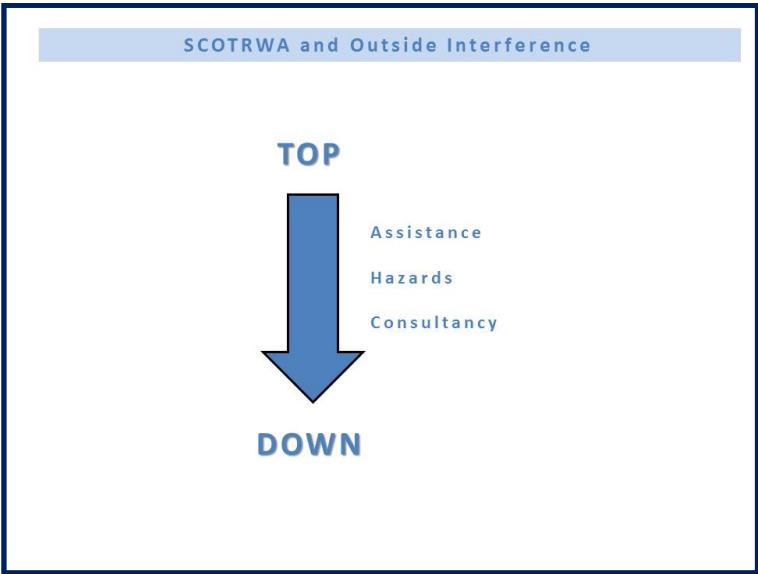 SCOTRWA and Outside Interference
TOP
Assistance
Hazards
Consultancy
DOWN